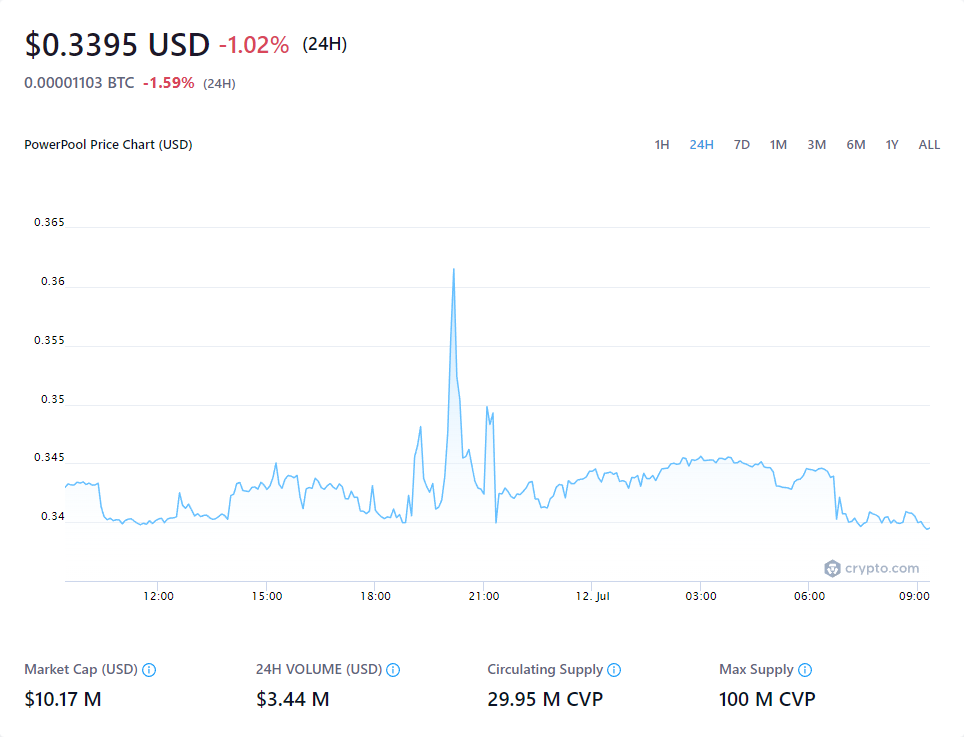 $0.3395 USD -1.02% (24H)
0.00001103 BTC -1.59% (24H)
PowerPool Price Chart (USD) 1H 24H 7D 1M 3M 6M 1Y ALL
0.365
0.36
0.355
0.35
0.345
0.34
crypto.com
12:00 15:00 18:00 21:00 12. Jul 03:00 06:00 09:00
Market Cap (USD) 24H VOLUME (USD) Circulating Supply Max Supply
$10.17 M $3.44 M 29.95 M CVP 100 M CVP